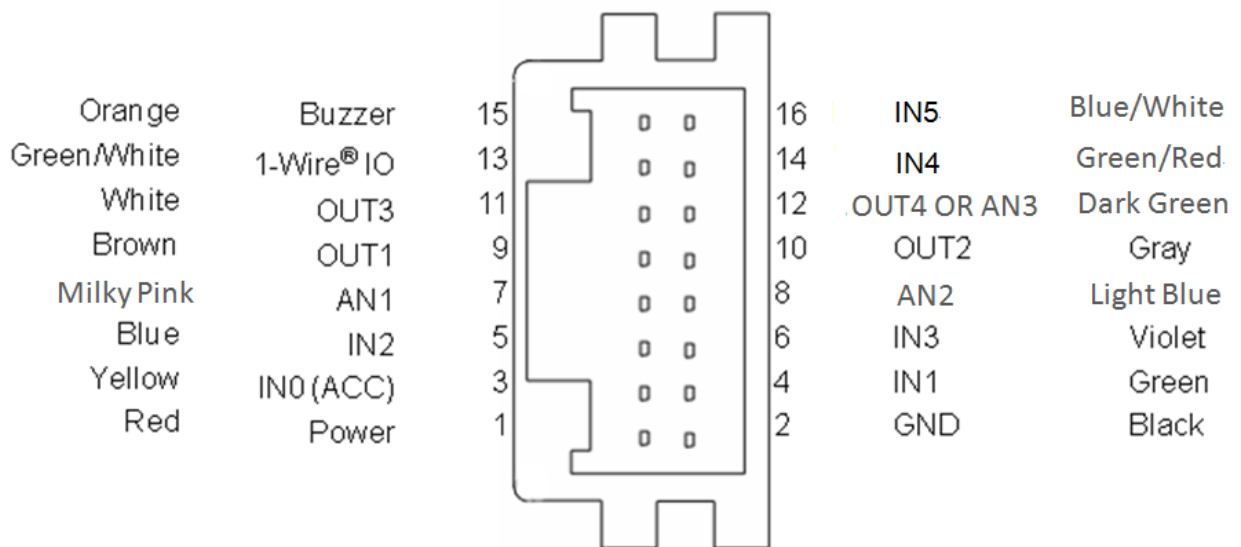 Orange Buzzer 15 16 IN5 Blue/White
Green/White 1-Wire® IO 13 14 IN4 Green/Red
White OUT3 11 12 OUT4 OR AN3 Dark Green
Brown OUT1 9 10 OUT2 Gray
Milky Pink AN1 7 8 AN2 Light Blue
Blue IN2 5 6 IN3 Violet
Yellow IN0 (ACC) 3 4 IN1 Green
Red Power 1 2 GND Black